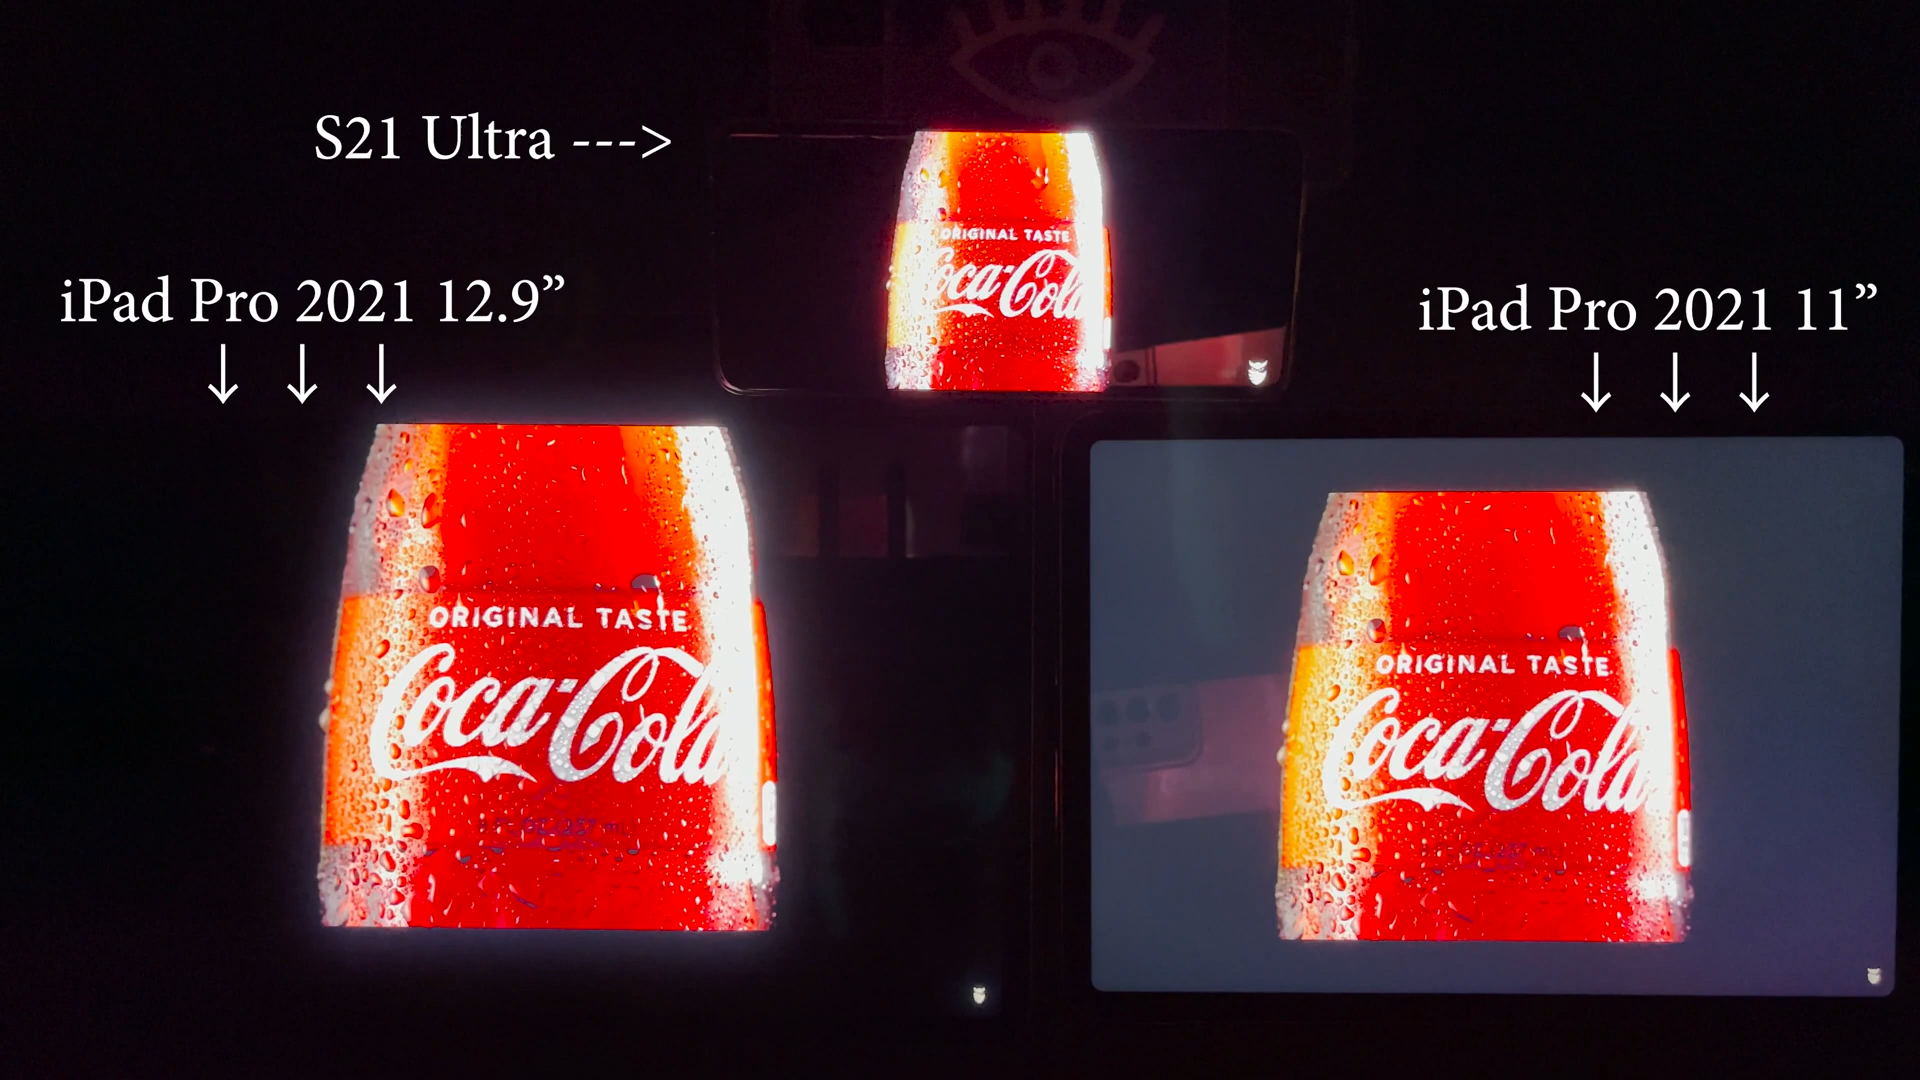 S21 Ultra --->
iPad Pro 2021 12.9”
↓ ↓ ↓
iPad Pro 2021 11”
↓ ↓ ↓
ORIGINAL TASTE
Coca-Cola
ORIGINAL TASTE
Coca-Cola
ORIGINAL TASTE
Coca-Cola